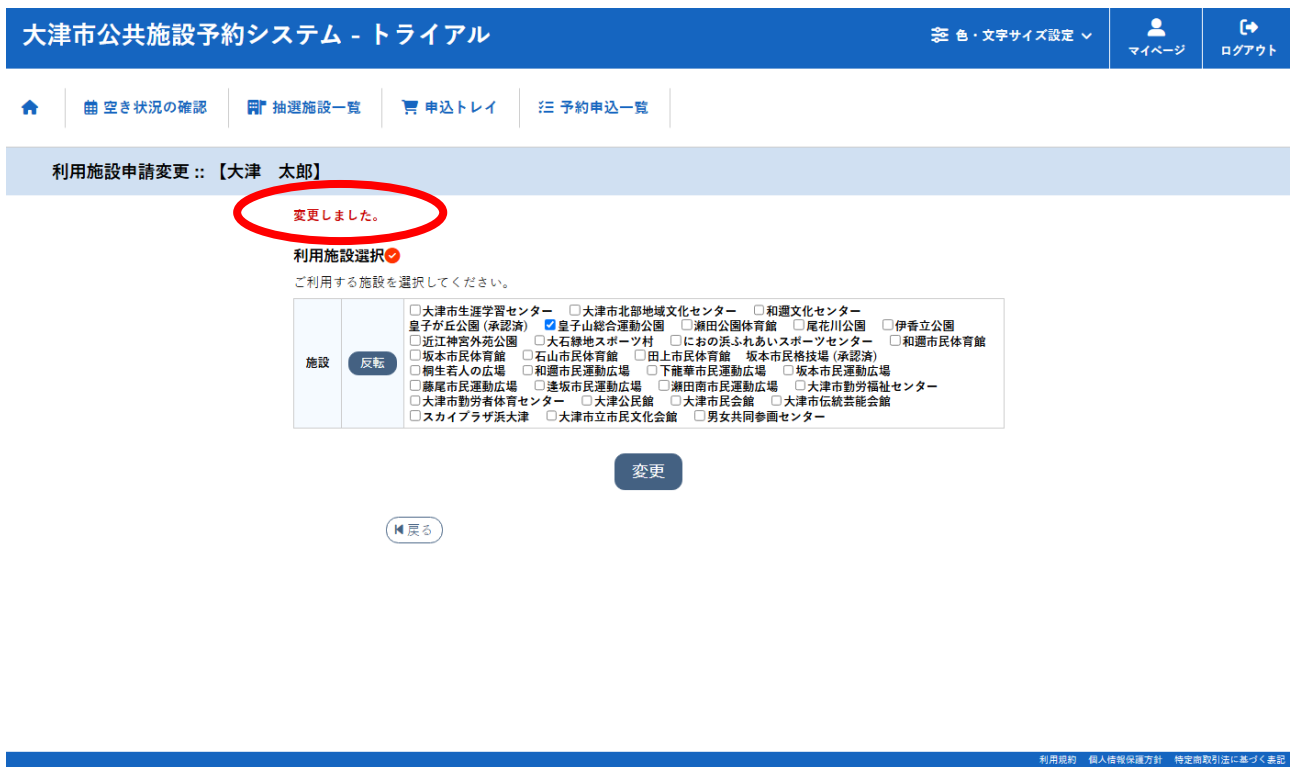 大津市公共施設予約システム - トライアル
色・文字サイズ設定
マイページ
ログアウト
空き状況の確認
抽選施設一覧
申込トレイ
予約申込一覧
利用施設申請変更 :: 【大津　太郎】
変更しました。
利用施設選択
ご利用する施設を選択してください。
施設
反転
大津市生涯学習センター 大津市北部地域文化センター 和邇文化センター
皇子が丘公園 (承認済) 皇子山総合運動公園 瀬田公園体育館 尾花川公園 伊香立公園
近江神宮外苑公園 大石緑地スポーツ村 におの浜ふれあいスポーツセンター 和邇市民体育館
坂本市民体育館 石山市民体育館 田上市民体育館 坂本市民格技場 (承認済)
桐生若人の広場 和邇市民運動広場 下龍華市民運動広場 坂本市民運動広場
藤尾市民運動広場 逢坂市民運動広場 瀬田南市民運動広場 大津市勤労福祉センター
大津市勤労者体育センター 大津公民館 大津市民会館 大津市伝統芸能会館
スカイプラザ浜大津 大津市立市民文化会館 男女共同参画センター
変更
戻る
利用規約 個人情報保護方針 特定商取引法に基づく表記